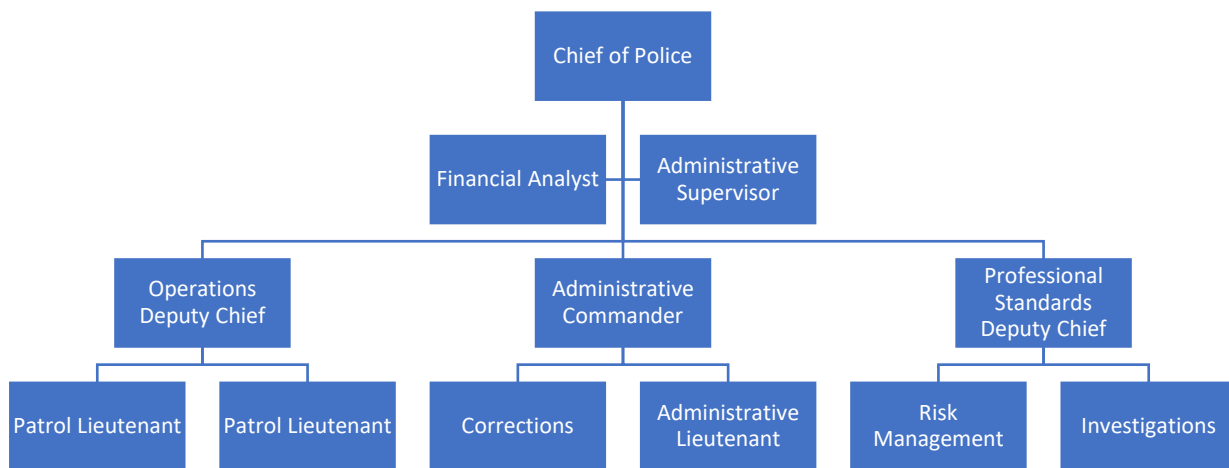 Chief of Police
Financial Analyst
Administrative
Supervisor
Operations
Deputy Chief
Administrative
Commander
Professional
Standards
Deputy Chief
Patrol Lieutenant
Patrol Lieutenant
Corrections
Administrative
Lieutenant
Risk
Management
Investigations